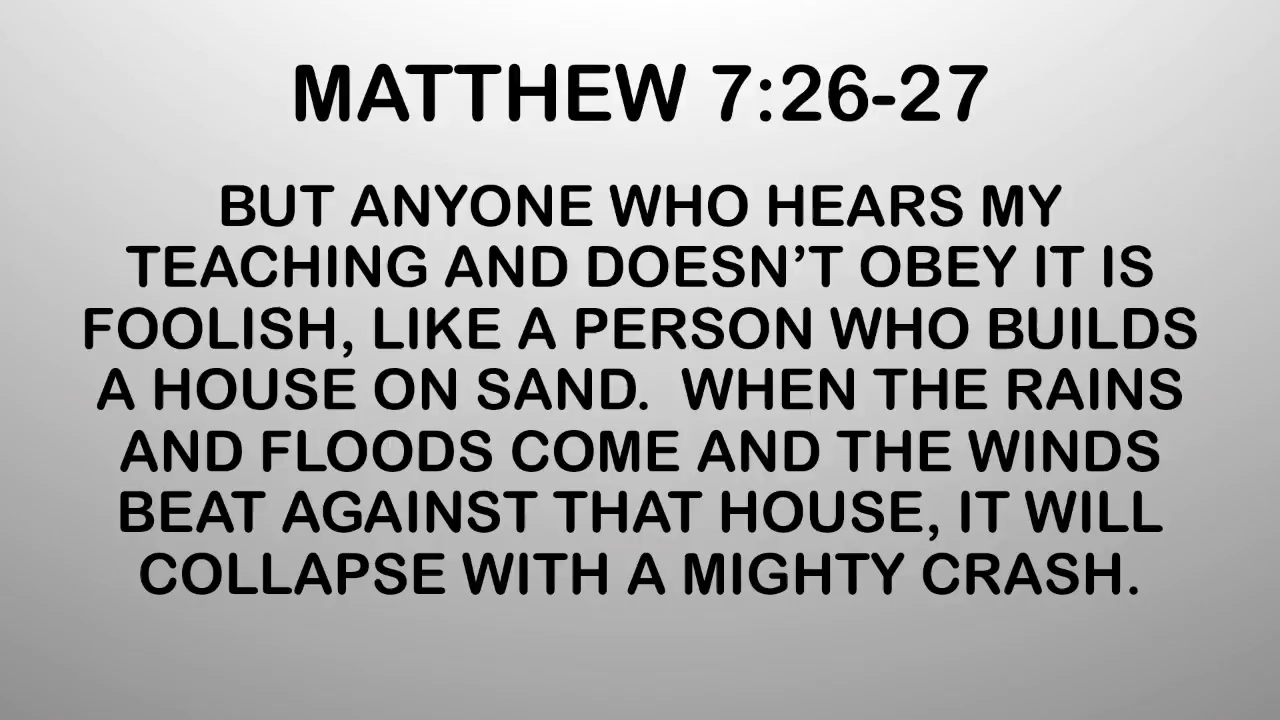 MATTHEW 7:26-27
BUT ANYONE WHO HEARS MY
TEACHING AND DOESN’T OBEY IT IS
FOOLISH, LIKE A PERSON WHO BUILDS
A HOUSE ON SAND.  WHEN THE RAINS
AND FLOODS COME AND THE WINDS
BEAT AGAINST THAT HOUSE, IT WILL
COLLAPSE WITH A MIGHTY CRASH.